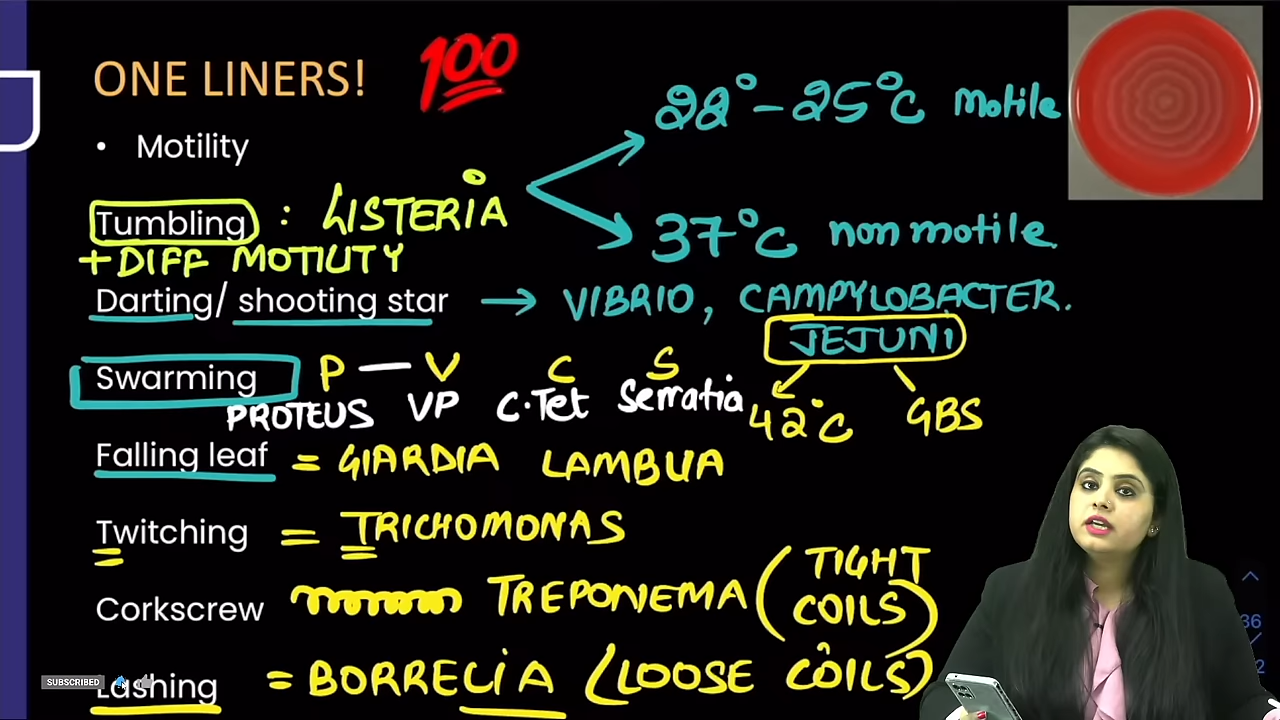 ONE LINERS! 100
22° - 25°C Motile
• Motility
Tumbling : LISTERIA
37°C non motile.
+DIFF MOTILITY
Darting/ shooting star → VIBRIO, CAMPYLOBACTER.
JEJUNI
Swarming P — V C S
PROTEUS VP C.Tet Serratia
42°C GBS
Falling leaf = GIARDIA LAMBLIA
Twitching = TRICHOMONAS
Corkscrew TREPONEMA (TIGHT
COILS)
Lashing = BORRELIA (LOOSE COILS)
SUBSCRIBED
36